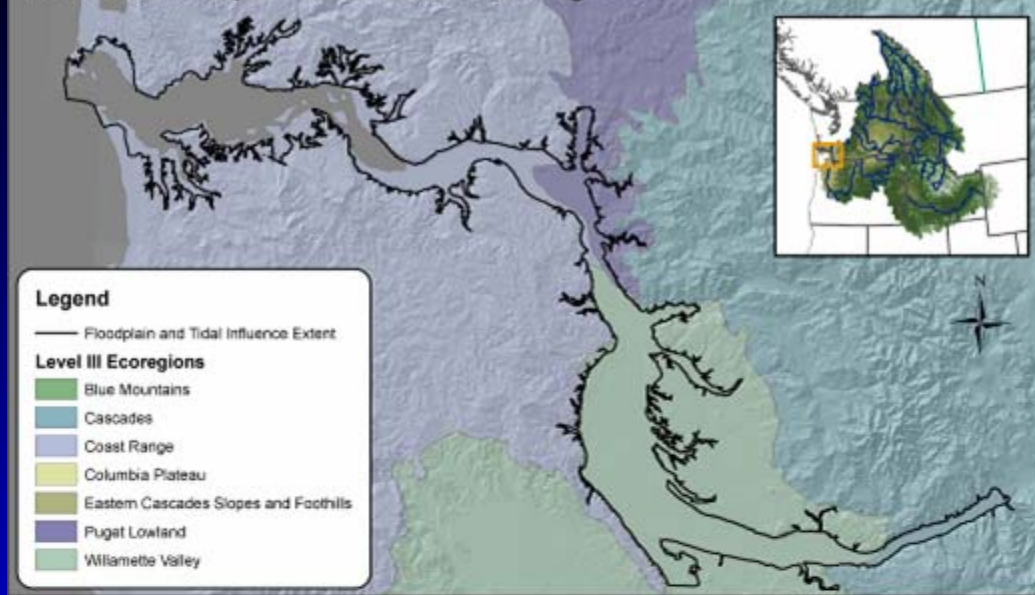 N
Legend
Floodplain and Tidal Influence Extent
Level III Ecoregions
Blue Mountains
Cascades
Coast Range
Columbia Plateau
Eastern Cascades Slopes and Foothills
Puget Lowland
Willamette Valley